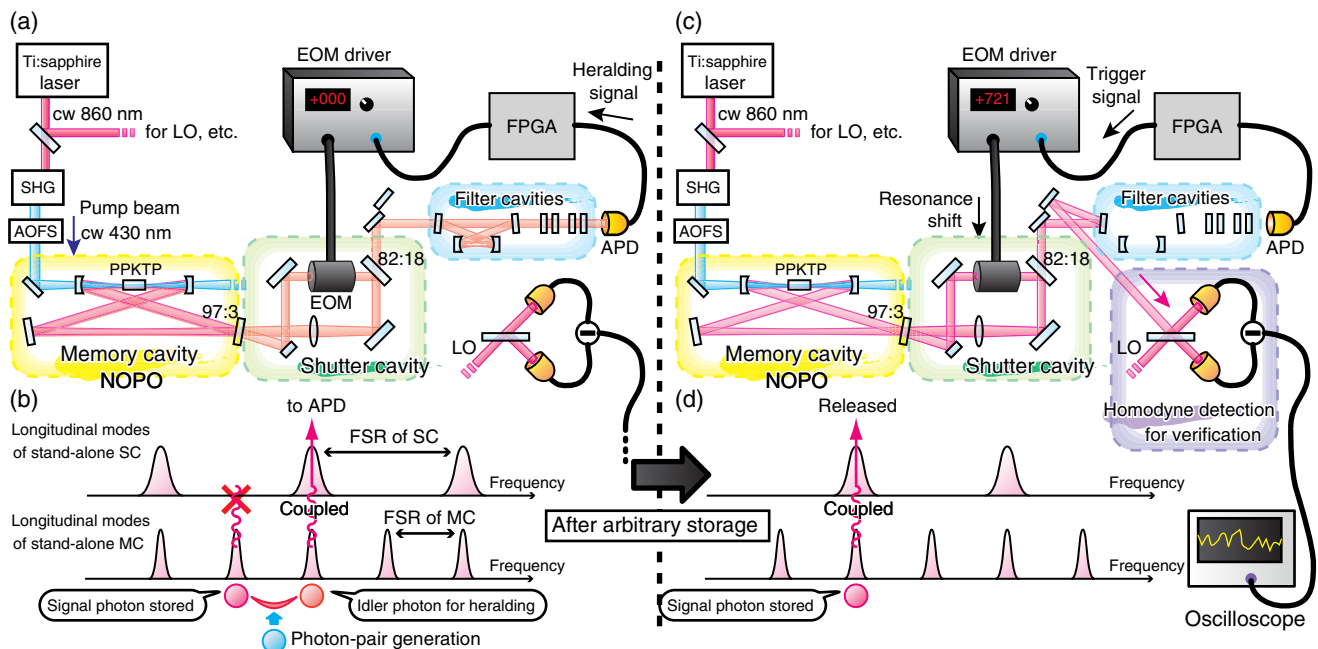 (a)
Ti:sapphire
laser
cw 860 nm
for LO, etc.
SHG
AOFS
Pump beam
cw 430 nm
EOM driver
+000
Heralding
signal
FPGA
Filter cavities
APD
82:18
EOM
PPKTP
97:3
Memory cavity
NOPO
Shutter cavity
LO
(b)
to APD
Longitudinal modes
of stand-alone SC
FSR of SC
Frequency
Coupled
Longitudinal modes
of stand-alone MC
FSR of MC
Frequency
Signal photon stored
Idler photon for heralding
Photon-pair generation
After arbitrary storage
(c)
Ti:sapphire
laser
cw 860 nm
for LO, etc.
SHG
AOFS
EOM driver
+721
Trigger
signal
FPGA
Resonance
shift
Filter cavities
APD
82:18
PPKTP
97:3
Memory cavity
NOPO
Shutter cavity
LO
Homodyne detection
for verification
(d)
Released
Frequency
Coupled
Frequency
Signal photon stored
Oscilloscope